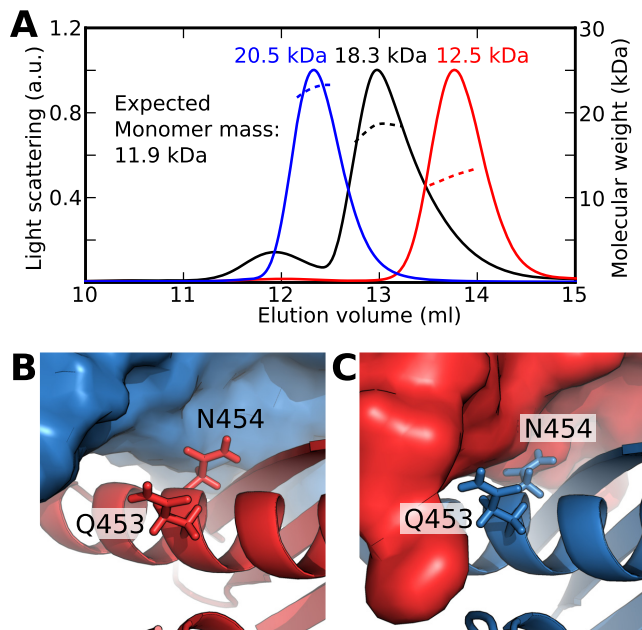 A
1.2
30
20.5 kDa 18.3 kDa 12.5 kDa
Expected
Monomer mass:
11.9 kDa
0.8
20
0.4
10
Light scattering (a.u.)
Molecular weight (kDa)
10 11 12 13 14 15
Elution volume (ml)
B
N454
Q453
C
N454
Q453